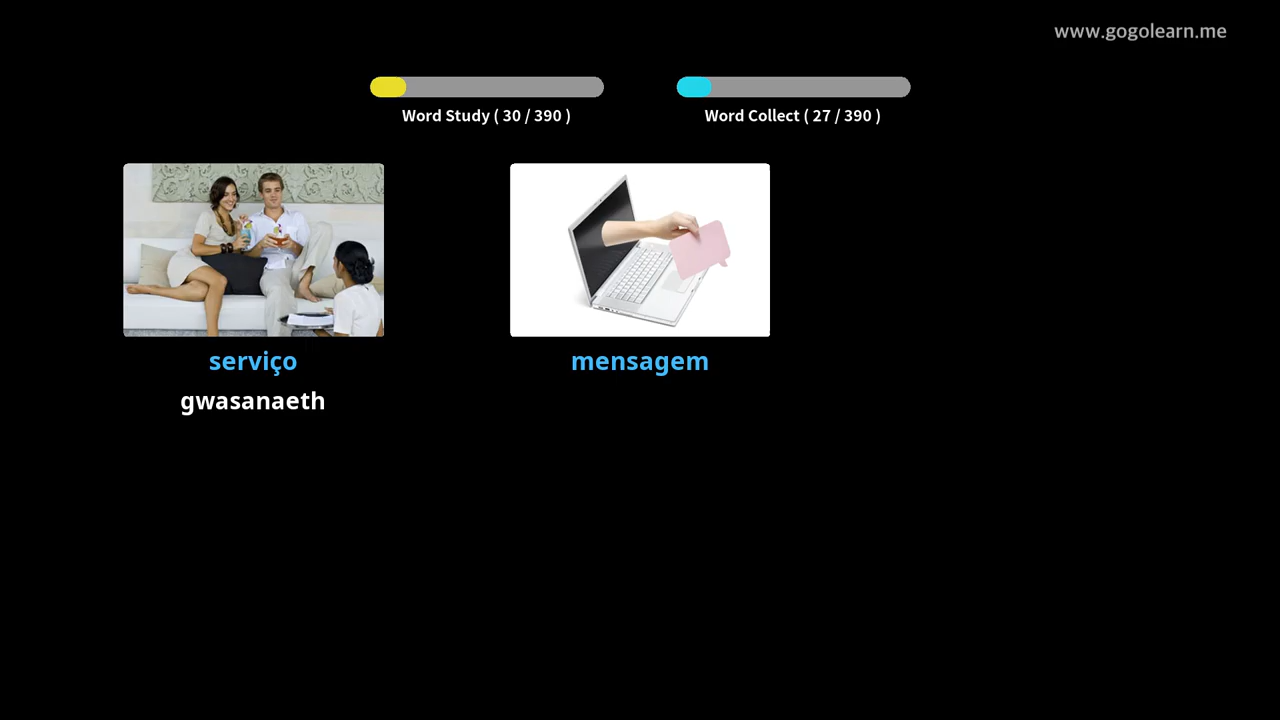 www.gogolearn.me
Word Study ( 30 / 390 )
Word Collect ( 27 / 390 )
serviço
mensagem
gwasanaeth